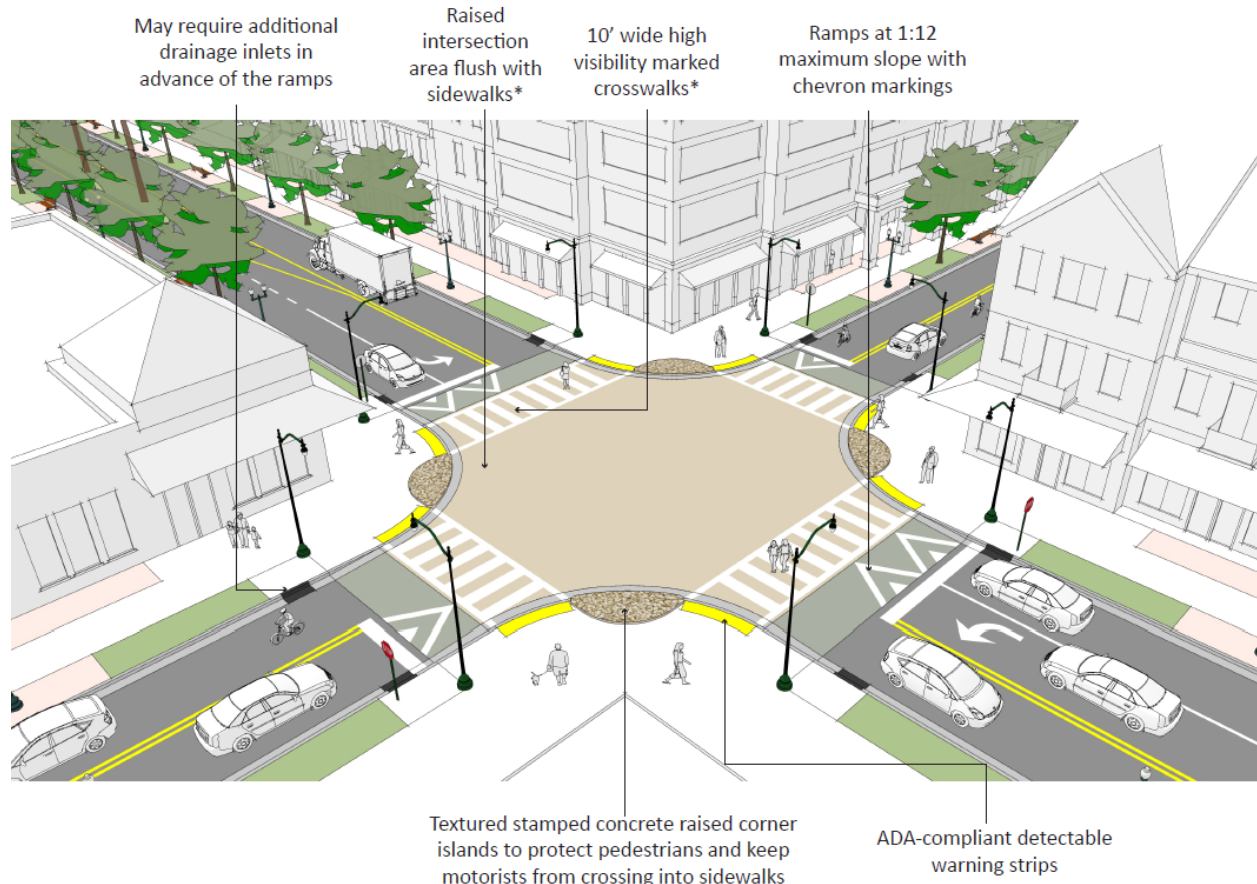 May require additional
drainage inlets in
advance of the ramps
Raised
intersection
area flush with
sidewalks*
10’ wide high
visibility marked
crosswalks*
Ramps at 1:12
maximum slope with
chevron markings
Textured stamped concrete raised corner
islands to protect pedestrians and keep
motorists from crossing into sidewalks
ADA-compliant detectable
warning strips